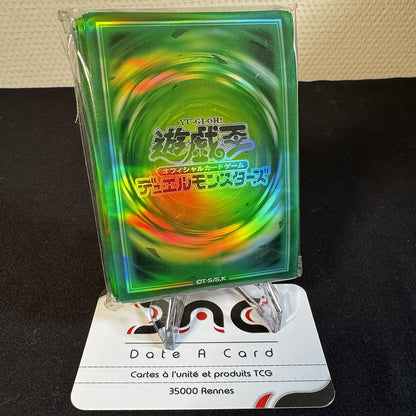 YU-GI-OH!
遊戯王
オフィシャルカードゲーム
デュエルモンスターズ
©T-S/S,K
DAC
Date A Card
Cartes à l'unité et produits TCG
35000 Rennes